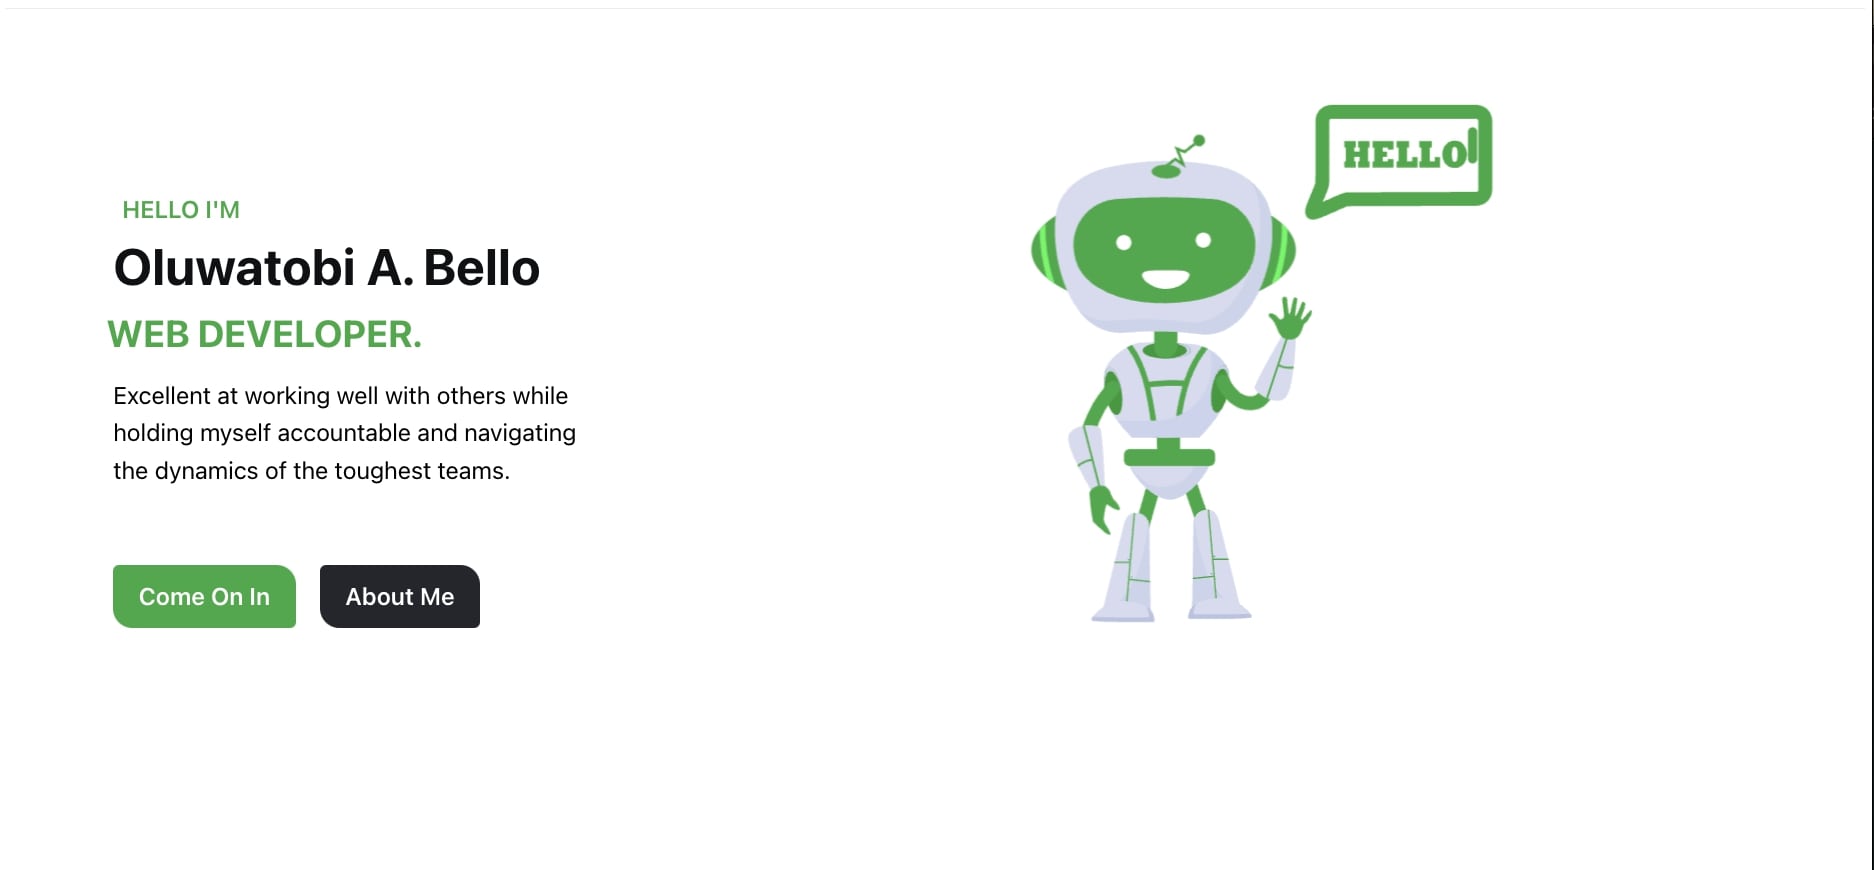 HELLO I'M
Oluwatobi A. Bello
WEB DEVELOPER.
Excellent at working well with others while
holding myself accountable and navigating
the dynamics of the toughest teams.
Come On In
About Me
HELLO